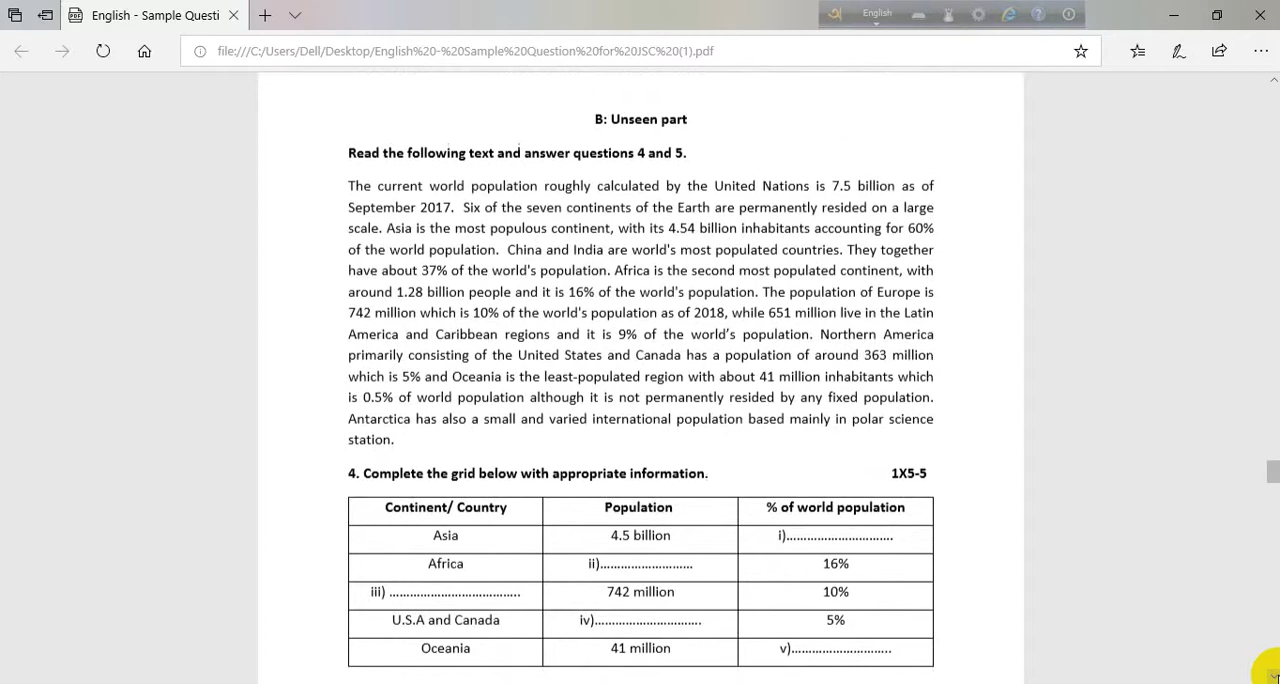 English - Sample Questi
English
file:///C:/Users/Dell/Desktop/English%20-%20Sample%20Question%20for%20JSC%20(1).pdf
B: Unseen part
Read the following text and answer questions 4 and 5.
The current world population roughly calculated by the United Nations is 7.5 billion as of
September 2017.  Six of the seven continents of the Earth are permanently resided on a large
scale. Asia is the most populous continent, with its 4.54 billion inhabitants accounting for 60%
of the world population.  China and India are world's most populated countries. They together
have about 37% of the world's population. Africa is the second most populated continent, with
around 1.28 billion people and it is 16% of the world's population. The population of Europe is
742 million which is 10% of the world's population as of 2018, while 651 million live in the Latin
America and Caribbean regions and it is 9% of the world's population. Northern America
primarily consisting of the United States and Canada has a population of around 363 million
which is 5% and Oceania is the least-populated region with about 41 million inhabitants which
is 0.5% of world population although it is not permanently resided by any fixed population.
Antarctica has also a small and varied international population based mainly in polar science
station.
4. Complete the grid below with appropriate information. 1X5-5
Continent/ Country Population % of world population
Asia 4.5 billion i)................................
Africa ii)........................... 16%
iii) ...................................... 742 million 10%
U.S.A and Canada iv)............................... 5%
Oceania 41 million v).............................